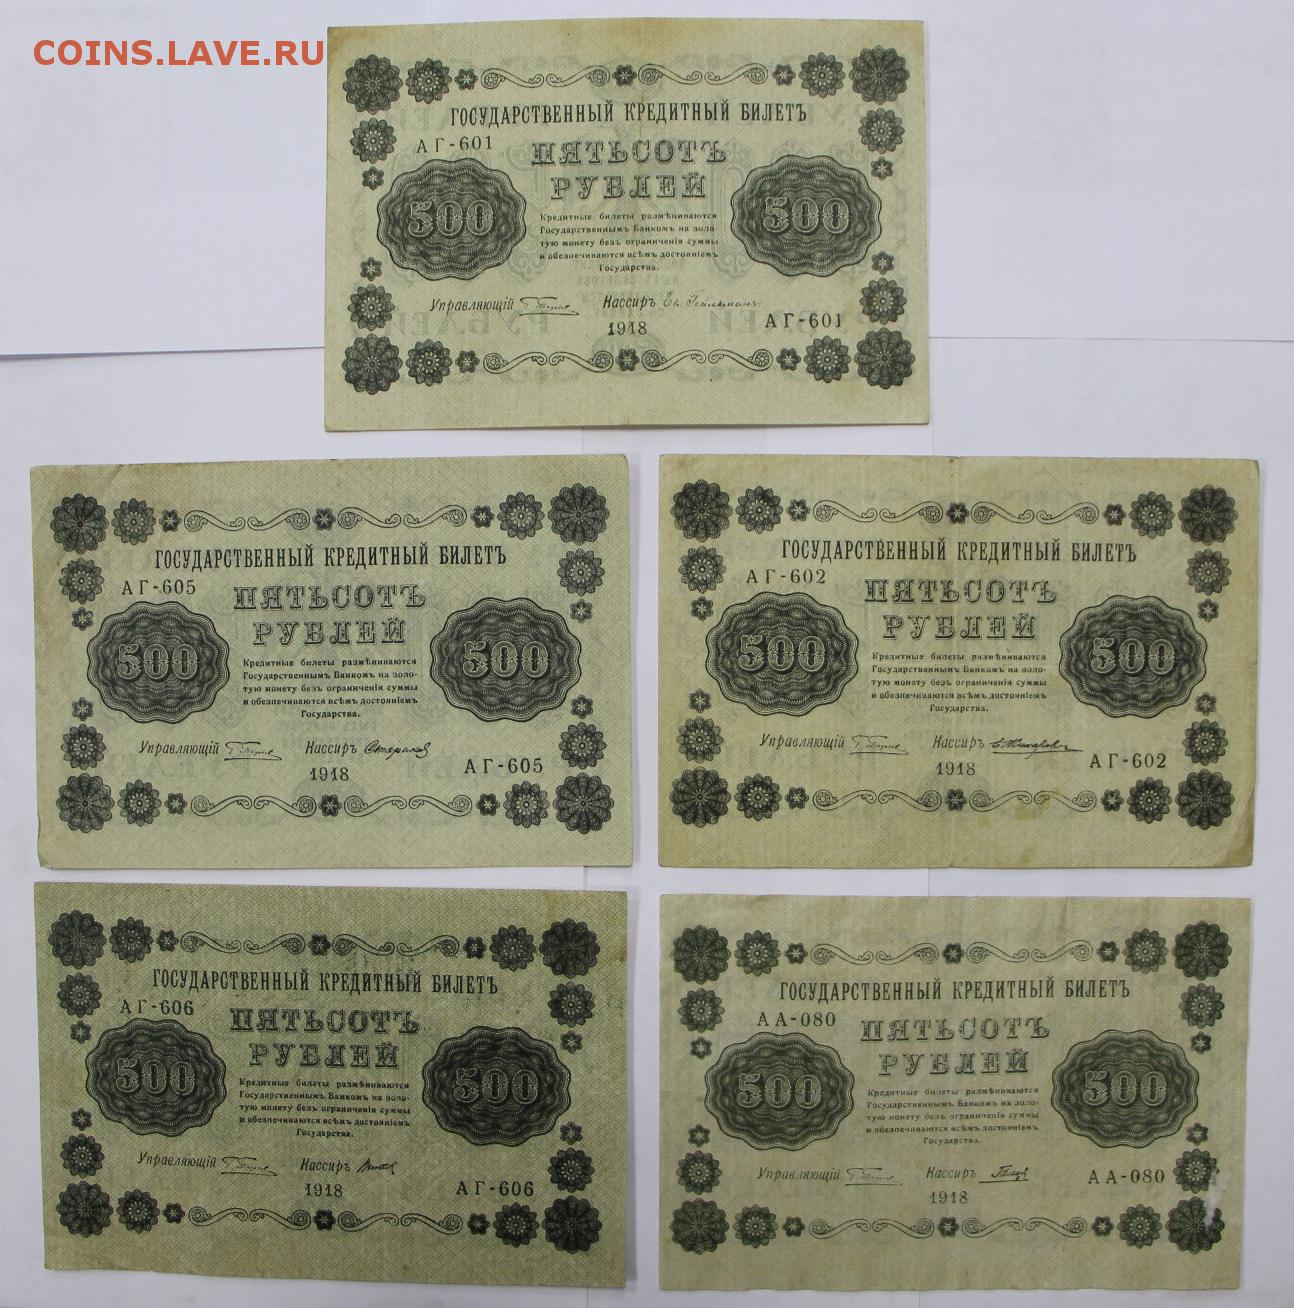 COINS.LAVE.RU
ГОСУДАРСТВЕННЫЙ КРЕДИТНЫЙ БИЛЕТЪ
АГ-601
ПЯТЬСОТЪ
РУБЛЕЙ
500
500
Кредитные билеты размѣниваются
Государственнымъ Банкомъ на золо-
тую монету безъ ограниченія суммы
и обезпечиваются всѣмъ достояніемъ
Государства.
Управляющій Кассиръ
1918
АГ-601
ГОСУДАРСТВЕННЫЙ КРЕДИТНЫЙ БИЛЕТЪ
АГ-605
ПЯТЬСОТЪ
РУБЛЕЙ
500
500
Кредитные билеты размѣниваются
Государственнымъ Банкомъ на золо-
тую монету безъ ограниченія суммы
и обезпечиваются всѣмъ достояніемъ
Государства.
Управляющій Кассиръ
1918
АГ-605
ГОСУДАРСТВЕННЫЙ КРЕДИТНЫЙ БИЛЕТЪ
АГ-602
ПЯТЬСОТЪ
РУБЛЕЙ
500
500
Кредитные билеты размѣниваются
Государственнымъ Банкомъ на золо-
тую монету безъ ограниченія суммы
и обезпечиваются всѣмъ достояніемъ
Государства.
Управляющій Кассиръ
1918
АГ-602
ГОСУДАРСТВЕННЫЙ КРЕДИТНЫЙ БИЛЕТЪ
АГ-606
ПЯТЬСОТЪ
РУБЛЕЙ
500
500
Кредитные билеты размѣниваются
Государственнымъ Банкомъ на золо-
тую монету безъ ограниченія суммы
и обезпечиваются всѣмъ достояніемъ
Государства.
Управляющій Кассиръ
1918
АГ-606
ГОСУДАРСТВЕННЫЙ КРЕДИТНЫЙ БИЛЕТЪ
АА-080
ПЯТЬСОТЪ
РУБЛЕЙ
500
500
Кредитные билеты размѣниваются
Государственнымъ Банкомъ на золо-
тую монету безъ ограниченія суммы
и обезпечиваются всѣмъ достояніемъ
Государства.
Управляющій Кассиръ
1918
АА-080